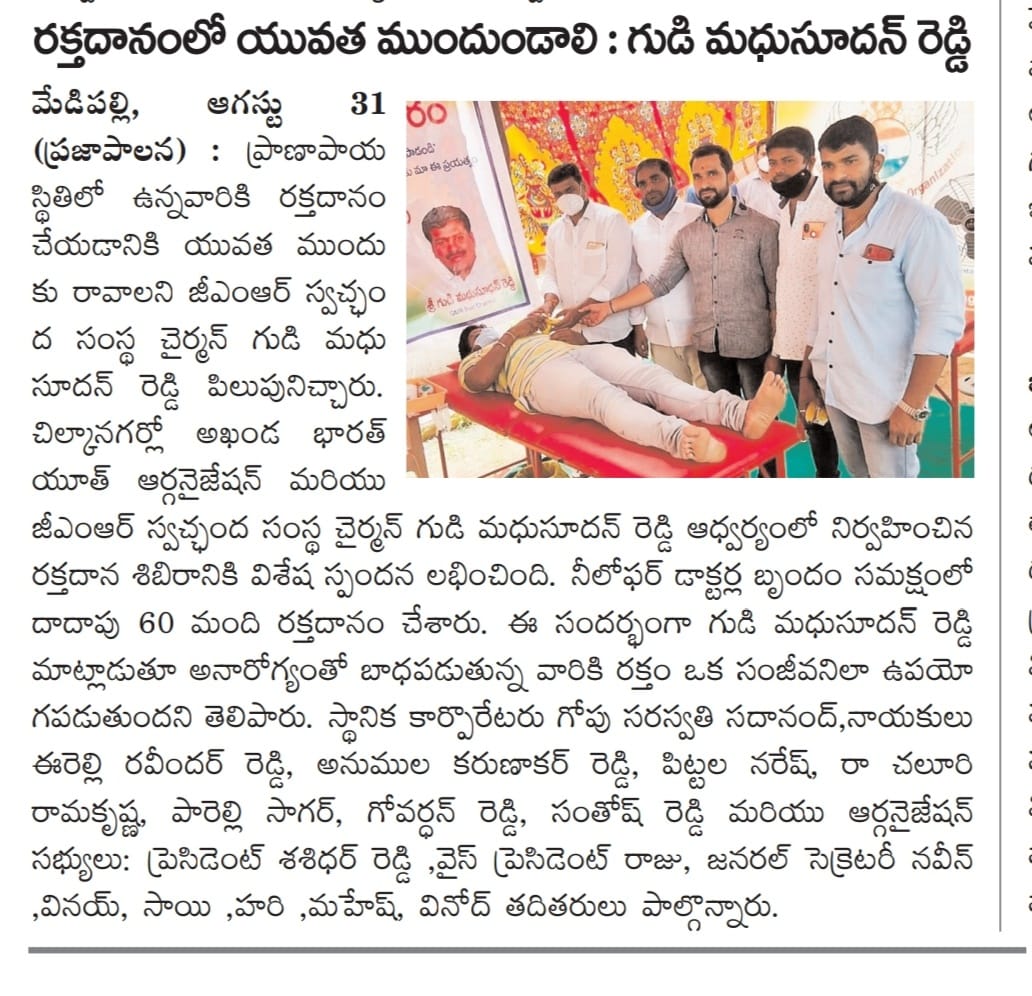 రక్తదానంలో యువత ముందుండాలి : గుడి మధుసూదన్ రెడ్డి
మేడిపల్లి, ఆగస్టు 31
(ప్రజాపాలన) : ప్రాణాపాయ
స్థితిలో ఉన్నవారికి రక్తదానం
చేయడానికి యువత ముందు
కు రావాలని జీఎంఆర్ స్వచ్ఛం
ద సంస్థ చైర్మన్ గుడి మధు
సూదన్ రెడ్డి పిలుపునిచ్చారు.
చిల్కానగర్లో అఖండ భారత్
యూత్ ఆర్గనైజేషన్ మరియు
జీఎంఆర్ స్వచ్ఛంద సంస్థ చైర్మన్ గుడి మధుసూదన్ రెడ్డి ఆధ్వర్యంలో నిర్వహించిన
రక్తదాన శిబిరానికి విశేష స్పందన లభించింది. నీలోఫర్ డాక్టర్ల బృందం సమక్షంలో
దాదాపు 60 మంది రక్తదానం చేశారు. ఈ సందర్భంగా గుడి మధుసూదన్ రెడ్డి
మాట్లాడుతూ అనారోగ్యంతో బాధపడుతున్న వారికి రక్తం ఒక సంజీవనిలా ఉపయో
గపడుతుందని తెలిపారు. స్థానిక కార్పొరేటరు గోపు సరస్వతి సదానంద్,నాయకులు
ఈరెల్లి రవీందర్ రెడ్డి, అనుముల కరుణాకర్ రెడ్డి, పిట్టల నరేష్, రా చలూరి
రామకృష్ణ, పారెల్లి సాగర్, గోవర్ధన్ రెడ్డి, సంతోష్ రెడ్డి మరియు ఆర్గనైజేషన్
సభ్యులు: ప్రెసిడెంట్ శశిధర్ రెడ్డి ,వైస్ ప్రెసిడెంట్ రాజు, జనరల్ సెక్రెటరీ నవీన్
,వినయ్, సాయి ,హరి ,మహేష్, వినోద్ తదితరులు పాల్గొన్నారు.
మా ఈ ప్రయత్నం
శ్రీ గుడి మధుసూధన్ రెడ్డి
Organization